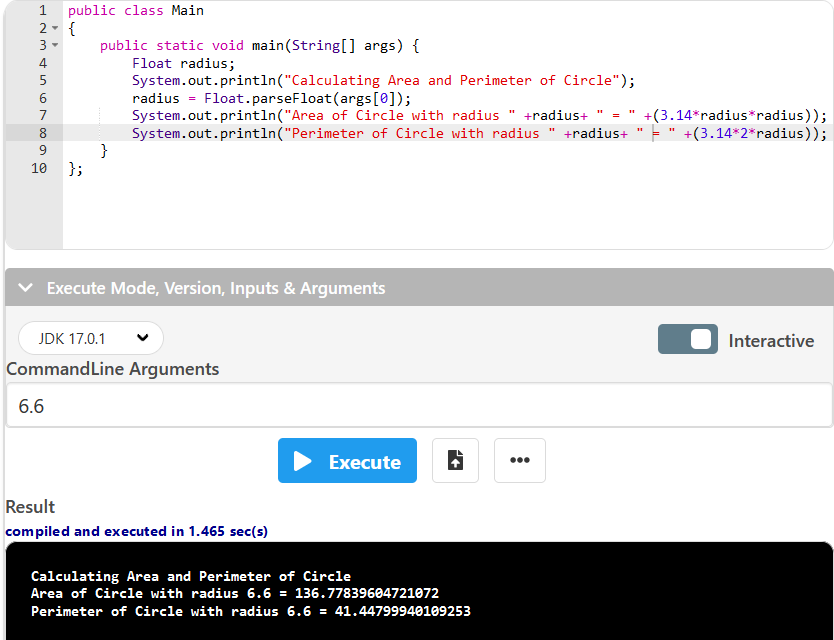 1 public class Main
2 {
3 public static void main(String[] args) {
4 Float radius;
5 System.out.println("Calculating Area and Perimeter of Circle");
6 radius = Float.parseFloat(args[0]);
7 System.out.println("Area of Circle with radius " +radius+ " = " +(3.14*radius*radius));
8 System.out.println("Perimeter of Circle with radius " +radius+ " = " +(3.14*2*radius));
9 }
10 };
Execute Mode, Version, Inputs & Arguments
JDK 17.0.1
Interactive
CommandLine Arguments
6.6
Execute
Result
compiled and executed in 1.465 sec(s)
Calculating Area and Perimeter of Circle
Area of Circle with radius 6.6 = 136.77839604721072
Perimeter of Circle with radius 6.6 = 41.44799940109253